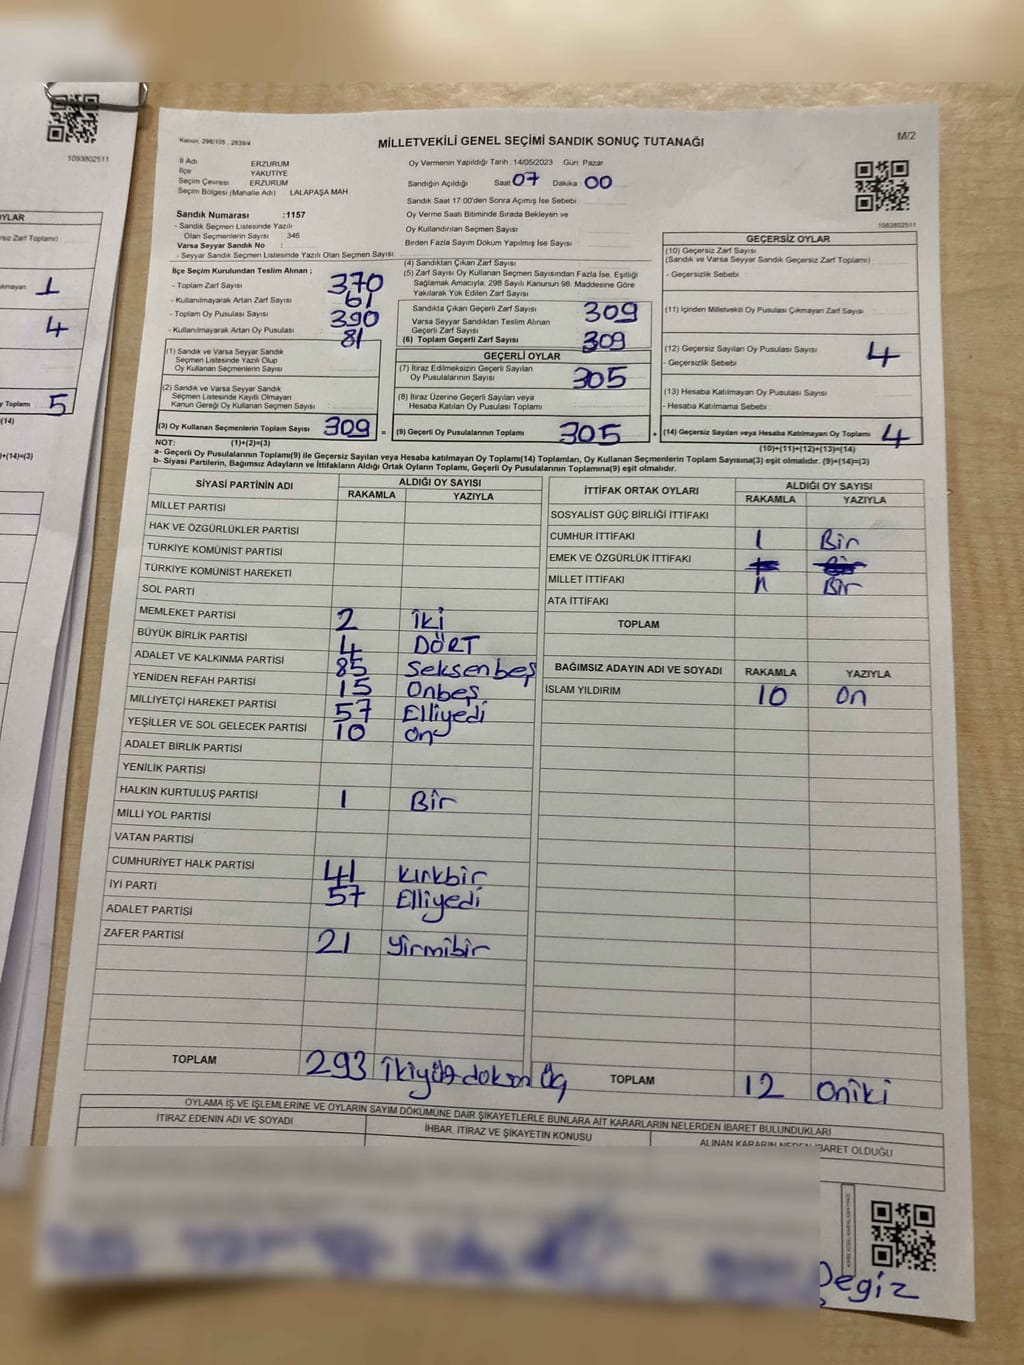 1093802511
YLAR
rsiz Zarf Toplamı)
ıkmayan 1
4
y Toplamı 5
(14)
)+(14)=(3)
Kanun: 298/105 , 2839/4
MİLLETVEKİLİ GENEL SEÇİMİ SANDIK SONUÇ TUTANAĞI
M/2
İl Adı ERZURUM
İlçe YAKUTİYE
Seçim Çevresi ERZURUM
Seçim Bölgesi (Mahalle Adı) LALAPAŞA MAH
Oy Vermenin Yapıldığı Tarih :14/05/2023 Gün Pazar
Sandığın Açıldığı Saat 07 Dakika 00
Sandık Saat 17.00'den Sonra Açımış İse Sebebi
Oy Verme Saati Bitiminde Sırada Bekleyen ve
Oy Kullandırılan Seçmen Sayısı
Birden Fazla Sayım Döküm Yapılmış İse Sayısı
1083802511
Sandık Numarası :1157
- Sandık Seçmen Listesinde Yazılı
Olan Seçmenlerin Sayısı 346
Varsa Seyyar Sandık No :
- Seyyar Sandık Seçmen Listesinde Yazılı Olan Seçmen Sayısı
İlçe Seçim Kurulundan Teslim Alınan ;
- Toplam Zarf Sayısı 370
- Kullanılmayarak Artan Zarf Sayısı 61
- Toplam Oy Pusulası Sayısı 390
- Kullanılmayarak Artan Oy Pusulası 81
(1) Sandık ve Varsa Seyyar Sandık
Seçmen Listesinde Yazılı Olup
Oy Kullanan Seçmenlerin Sayısı
(2) Sandık ve Varsa Seyyar Sandık
Seçmen Listesinde Kayıtlı Olmayan
Kanun Gereği Oy Kullanan Seçmen Sayısı
(3) Oy Kullanan Seçmenlerin Toplam Sayısı 309 =
(4) Sandıktan Çıkan Zarf Sayısı
(5) Zarf Sayısı Oy Kullanan Seçmen Sayısından Fazla İse, Eşitliği
Sağlamak Amacıyla; 298 Sayılı Kanunun 98. Maddesine Göre
Yakılarak Yok Edilen Zarf Sayısı
Sandıkta Çıkan Geçerli Zarf Sayısı 309
Varsa Seyyar Sandıktan Teslim Alınan
Geçerli Zarf Sayısı
(6) Toplam Geçerli Zarf Sayısı 309
GEÇERLİ OYLAR
(7) İtiraz Edilmeksizin Geçerli Sayılan
Oy Pusulalarının Sayısı 305
(8) İtiraz Üzerine Geçerli Sayılan veya
Hesaba Katılan Oy Pusulası Toplamı
(9) Geçerli Oy Pusulalarının Toplamı 305 +
GEÇERSİZ OYLAR
(10) Geçersiz Zarf Sayısı
(Sandık ve Varsa Seyyar Sandık Geçersiz Zarf Toplamı)
- Geçersizlik Sebebi
(11) İçinden Milletvekili Oy Pusulası Çıkmayan Zarf Sayısı
(12) Geçersiz Sayılan Oy Pusulası Sayısı 4
- Geçersizlik Sebebi
(13) Hesaba Katılmayan Oy Pusulası Sayısı
- Hesaba Katılmama Sebebi
(14) Geçersiz Sayılan veya Hesaba Katılmayan Oy Toplamı 4
NOT: (1)+(2)=(3)
(10)+(11)+(12)+(13)=(14)
a- Geçerli Oy Pusulalarının Toplamı(9) ile Geçersiz Sayılan veya Hesaba katılmayan Oy Toplamı(14) Toplamları, Oy Kullanan Seçmenlerin Toplam Sayısına(3) eşit olmalıdır. (9)+(14)=(3)
b- Siyasi Partilerin, Bağımsız Adayların ve İttifakların Aldığı Ortak Oyların Toplamı, Geçerli Oy Pusulalarının Toplamına(9) eşit olmalıdır.
SİYASİ PARTİNİN ADI ALDIĞI OY SAYISI
RAKAMLA YAZIYLA
MİLLET PARTİSİ
HAK VE ÖZGÜRLÜKLER PARTİSİ
TÜRKİYE KOMÜNİST PARTİSİ
TÜRKİYE KOMÜNİST HAREKETİ
SOL PARTİ
MEMLEKET PARTİSİ 2 İki
BÜYÜK BİRLİK PARTİSİ 4 DÖRT
ADALET VE KALKINMA PARTİSİ 85 Seksenbeş
YENİDEN REFAH PARTİSİ 15 Onbeş
MİLLİYETÇİ HAREKET PARTİSİ 57 Elliyedi
YEŞİLLER VE SOL GELECEK PARTİSİ 10 On
ADALET BİRLİK PARTİSİ
YENİLİK PARTİSİ
HALKIN KURTULUŞ PARTİSİ 1 Bir
MİLLİ YOL PARTİSİ
VATAN PARTİSİ
CUMHURİYET HALK PARTİSİ 41 Kırkbir
İYİ PARTİ 57 Elliyedi
ADALET PARTİSİ
ZAFER PARTİSİ 21 Yirmibir
TOPLAM 293 İkiyüzdoksan Üç
İTTİFAK ORTAK OYLARI ALDIĞI OY SAYISI
RAKAMLA YAZIYLA
SOSYALİST GÜÇ BİRLİĞİ İTTİFAKI
CUMHUR İTTİFAKI 1 Bir
EMEK VE ÖZGÜRLÜK İTTİFAKI
MİLLET İTTİFAKI Bir
ATA İTTİFAKI
TOPLAM
BAĞIMSIZ ADAYIN ADI VE SOYADI RAKAMLA YAZIYLA
İSLAM YILDIRIM 10 On
TOPLAM 12 Oniki
OYLAMA İŞ VE İŞLEMLERİNE VE OYLARIN SAYIM DÖKÜMÜNE DAİR ŞİKAYETLERLE BUNLARA AİT KARARLARIN NELERDEN İBARET BULUNDUKLARI
İTİRAZ EDENİN ADI VE SOYADI
İHBAR, İTİRAZ VE ŞİKAYETİN KONUSU
ALINAN KARARIN NEDEN İBARET OLDUĞU